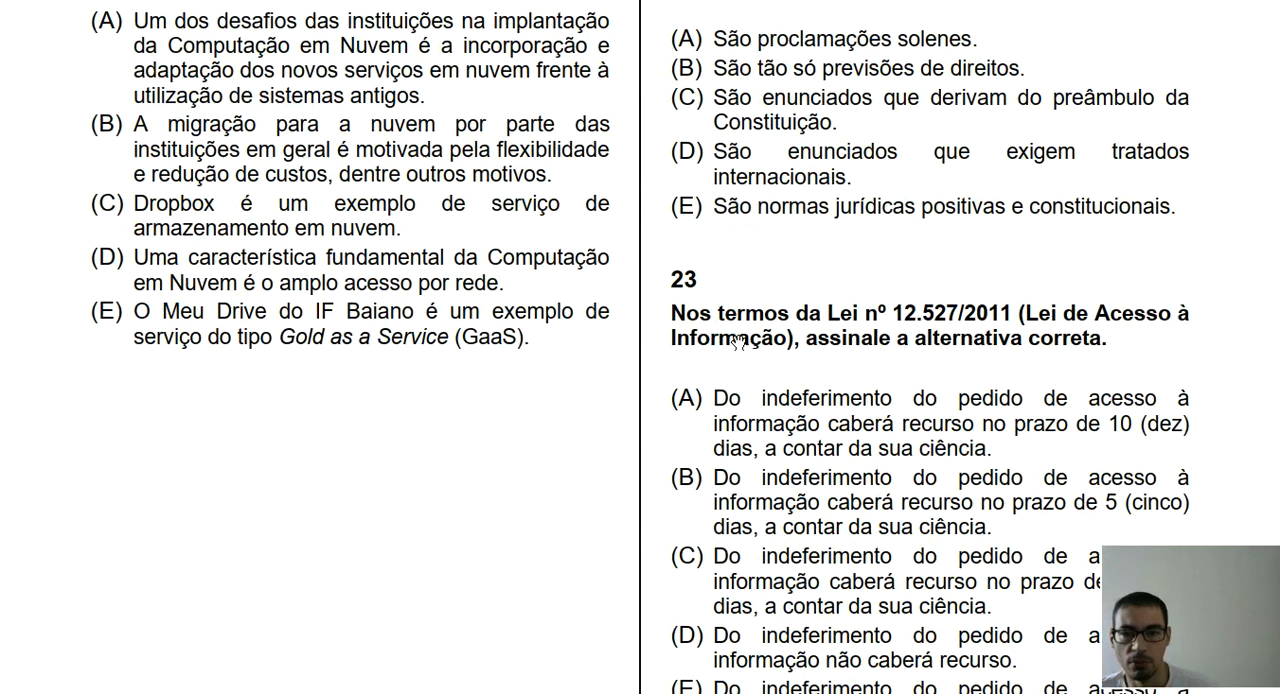 (A) Um dos desafios das instituições na implantação
da Computação em Nuvem é a incorporação e
adaptação dos novos serviços em nuvem frente à
utilização de sistemas antigos.
(B) A migração para a nuvem por parte das
instituições em geral é motivada pela flexibilidade
e redução de custos, dentre outros motivos.
(C) Dropbox é um exemplo de serviço de
armazenamento em nuvem.
(D) Uma característica fundamental da Computação
em Nuvem é o amplo acesso por rede.
(E) O Meu Drive do IF Baiano é um exemplo de
serviço do tipo Gold as a Service (GaaS).
(A) São proclamações solenes.
(B) São tão só previsões de direitos.
(C) São enunciados que derivam do preâmbulo da
Constituição.
(D) São enunciados que exigem tratados
internacionais.
(E) São normas jurídicas positivas e constitucionais.
23
Nos termos da Lei nº 12.527/2011 (Lei de Acesso à
Informação), assinale a alternativa correta.
(A) Do indeferimento do pedido de acesso à
informação caberá recurso no prazo de 10 (dez)
dias, a contar da sua ciência.
(B) Do indeferimento do pedido de acesso à
informação caberá recurso no prazo de 5 (cinco)
dias, a contar da sua ciência.
(C) Do indeferimento do pedido de
informação caberá recurso no prazo
dias, a contar da sua ciência.
(D) Do indeferimento do pedido de
informação não caberá recurso.
(E) Do indeferimento do pedido de